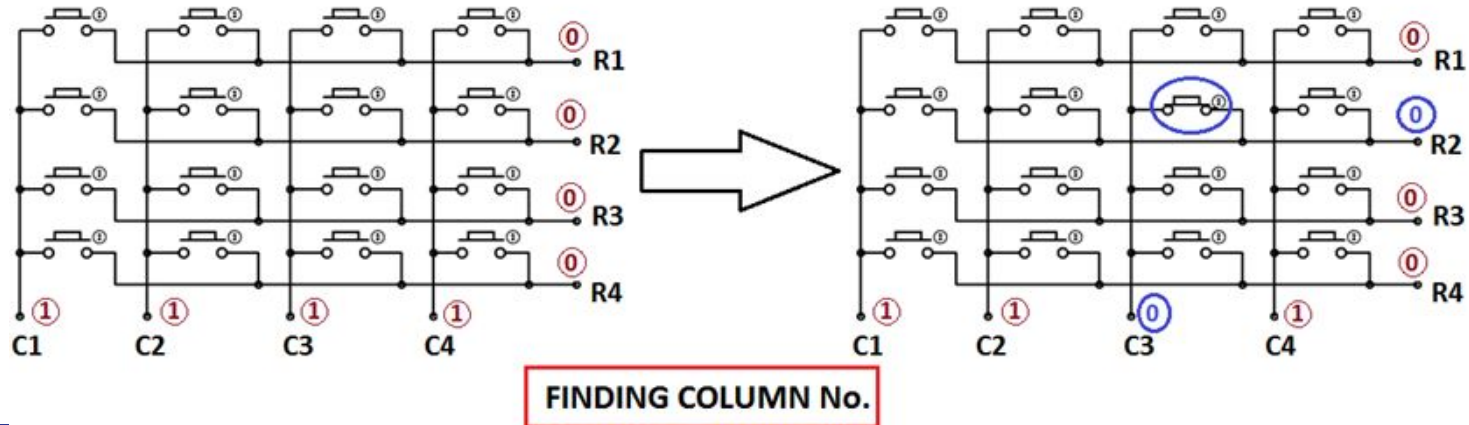 0 R1 0 R1
0 R2 0 R2
0 R3 0 R3
0 R4 0 R4
1 1 1 1 1 1 0 1
C1 C2 C3 C4 C1 C2 C3 C4
FINDING COLUMN No.